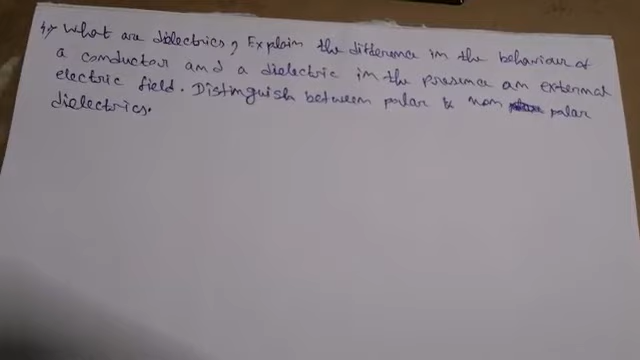 4)- What are dielectrics, Explain the difference in the behaviour of
a conductor and a dialectric in the presence an external
electric field. Distinguish between polar & non polar
dielectrics.